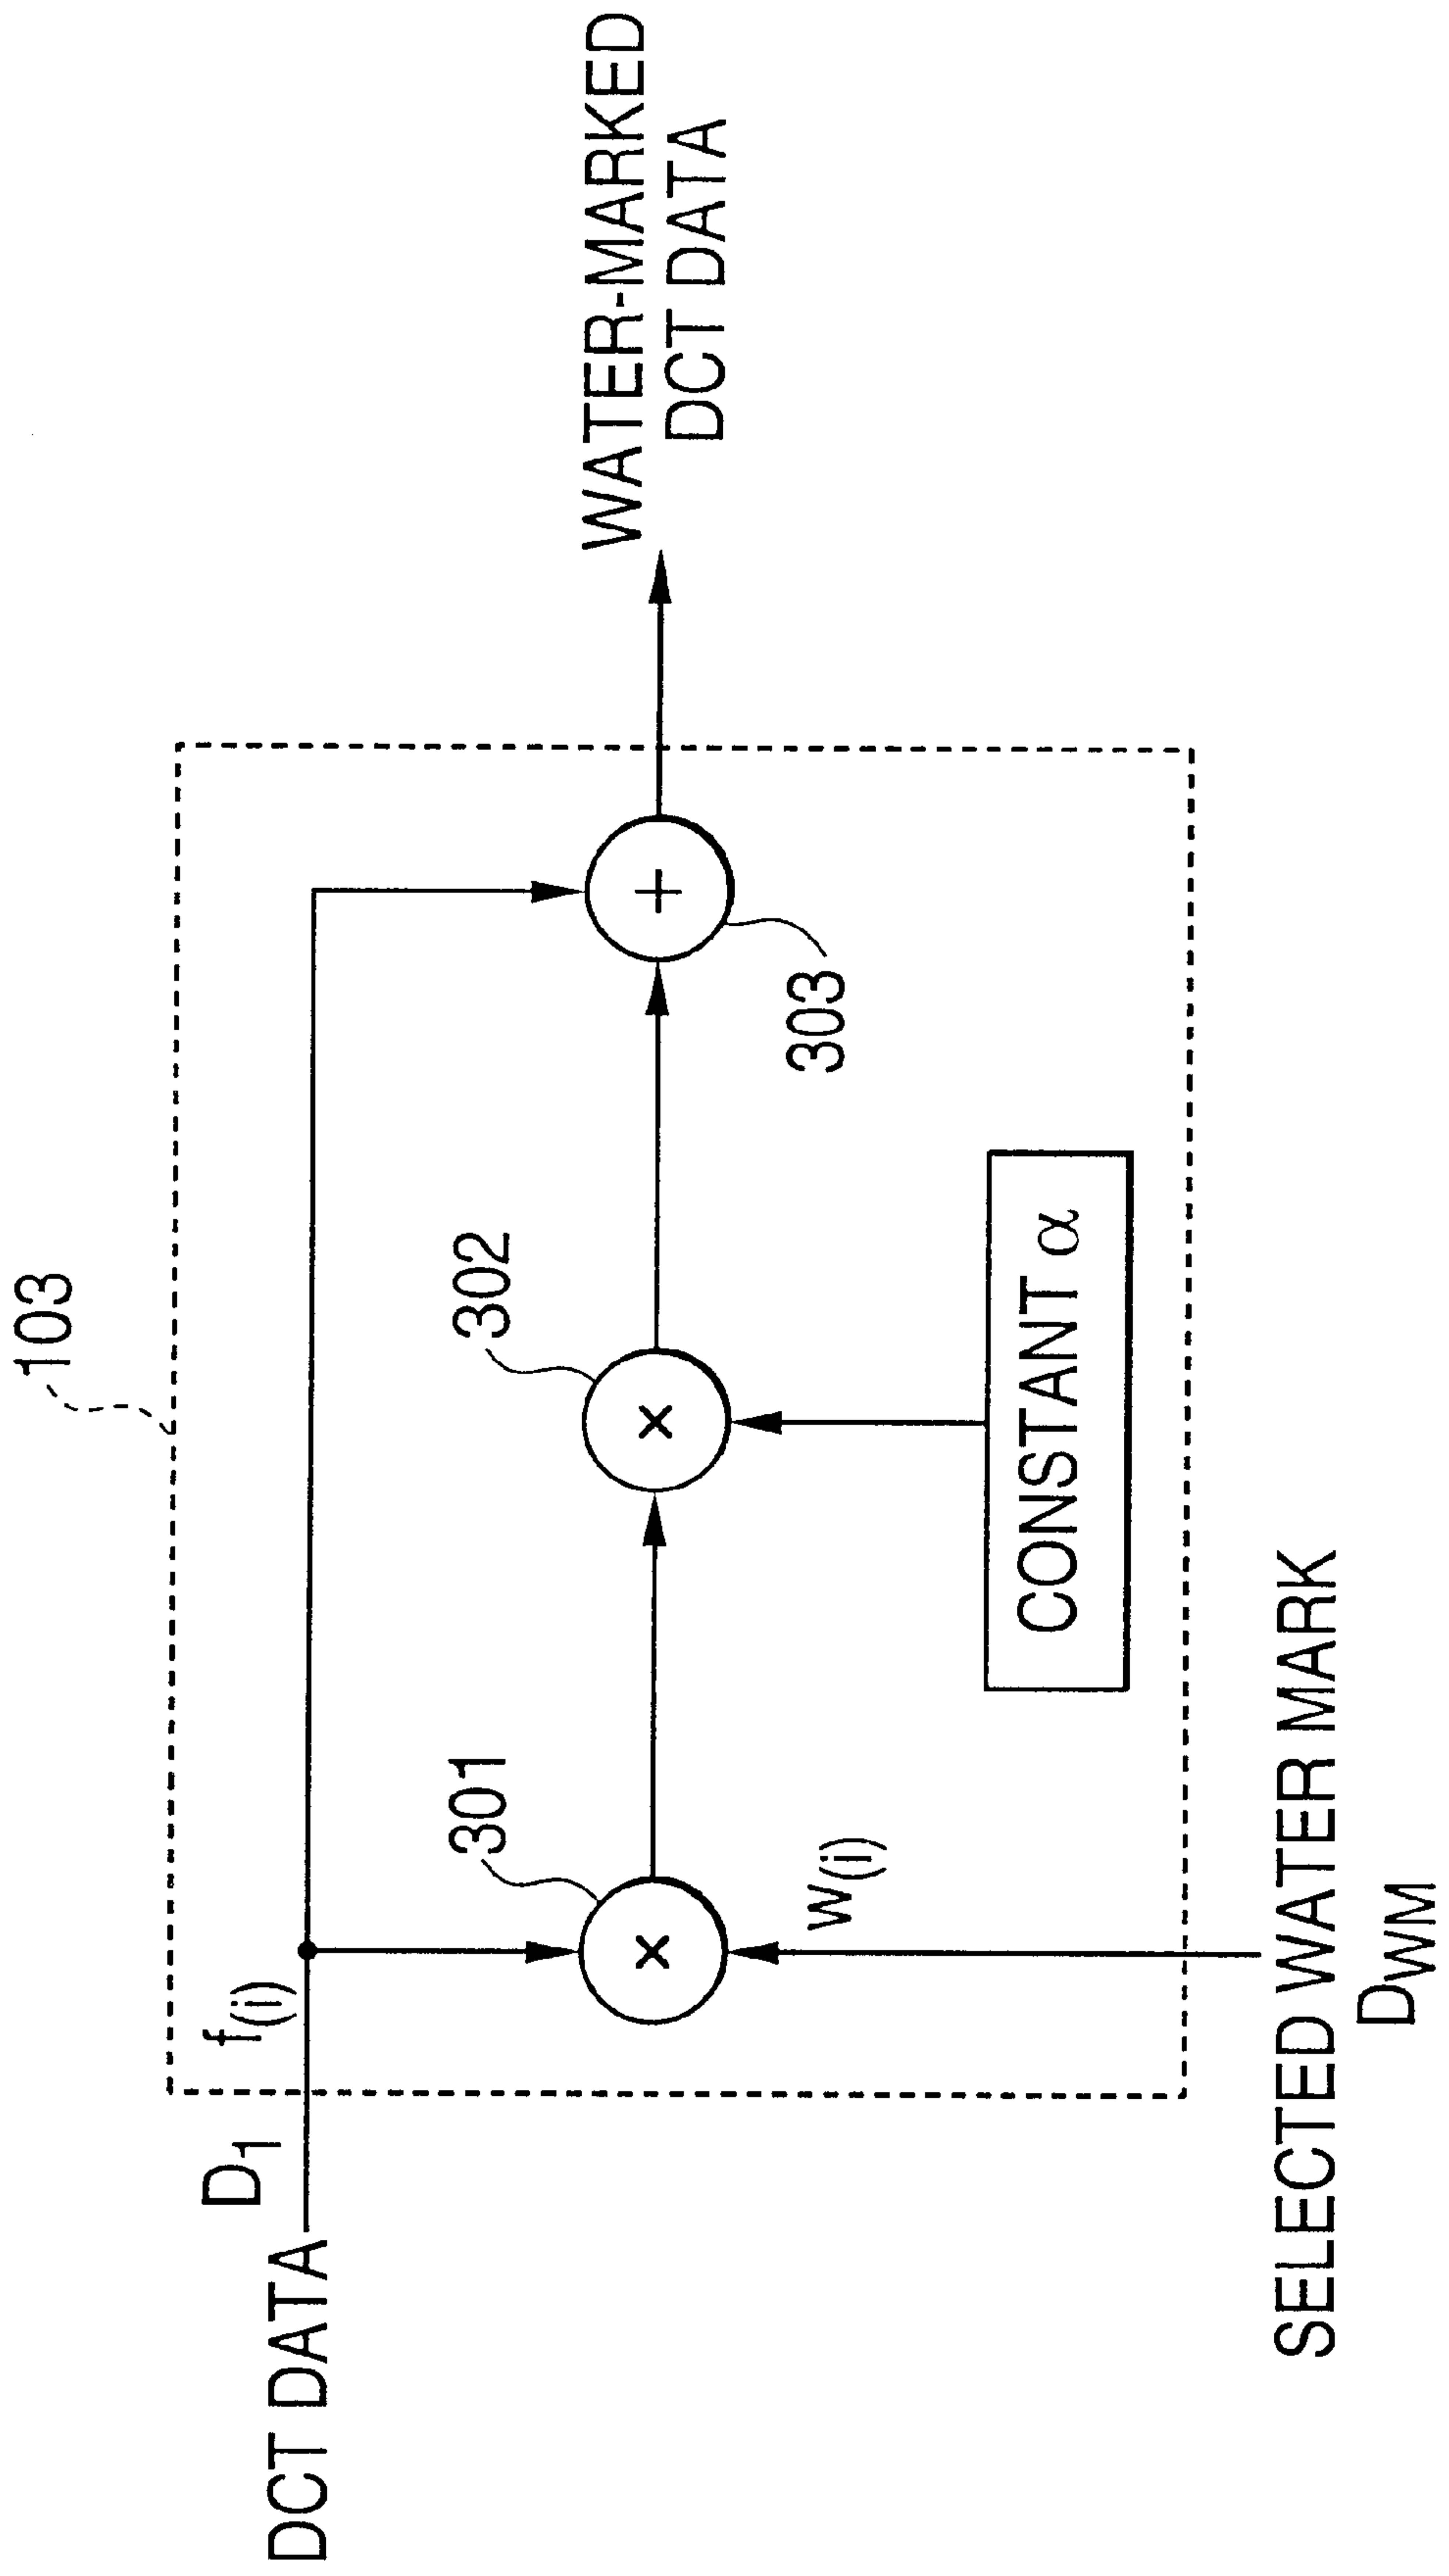 103
DCT DATA
D1
f(i)
301
×
302
×
+
303
w(i)
CONSTANT α
SELECTED WATER MARK
DWM
WATER-MARKED
DCT DATA